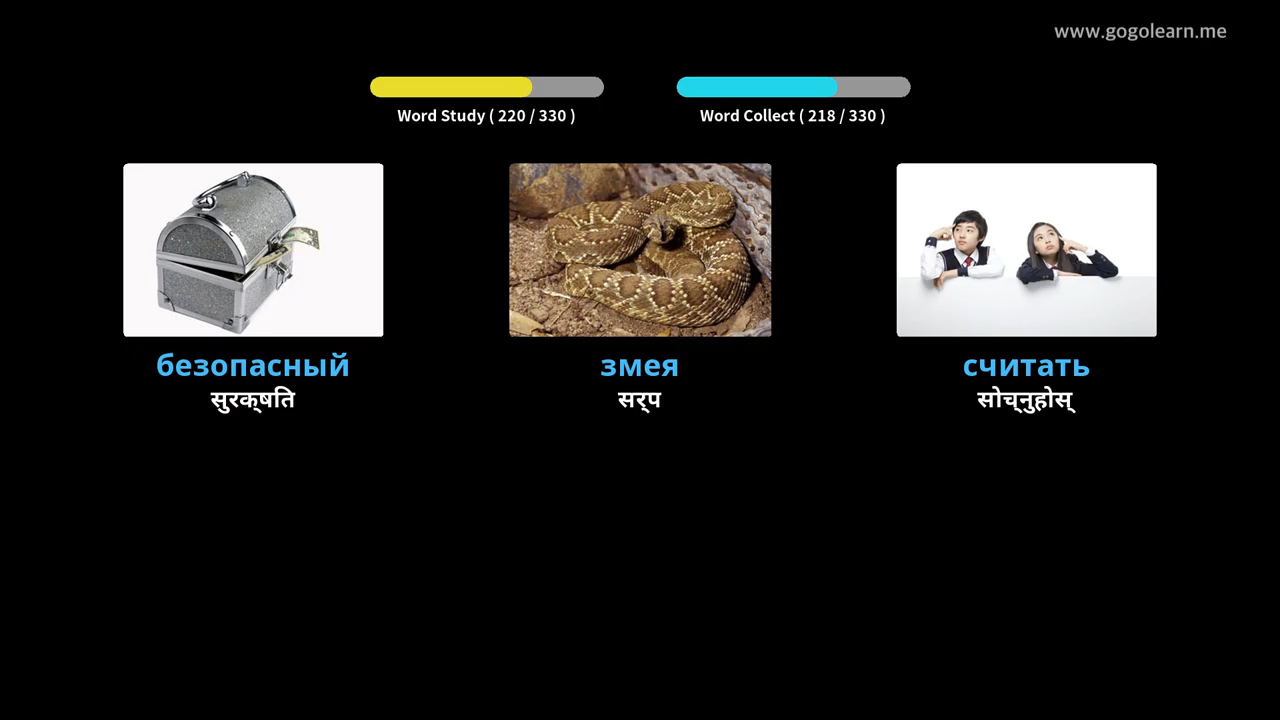 www.gogolearn.me
Word Study ( 220 / 330 )
Word Collect ( 218 / 330 )
безопасный
змея
считать
सुरक्षति
सर्प
सोच्नुहोस्